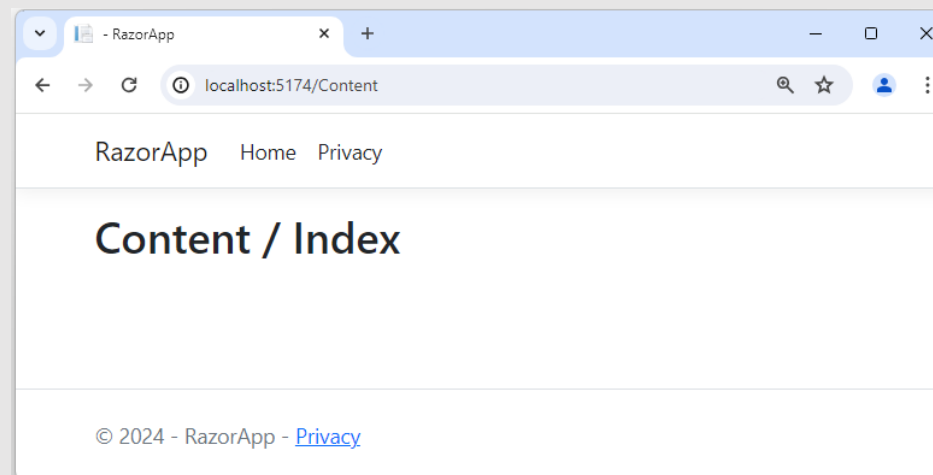 - RazorApp
localhost:5174/Content
RazorApp Home Privacy
Content / Index
© 2024 - RazorApp - Privacy